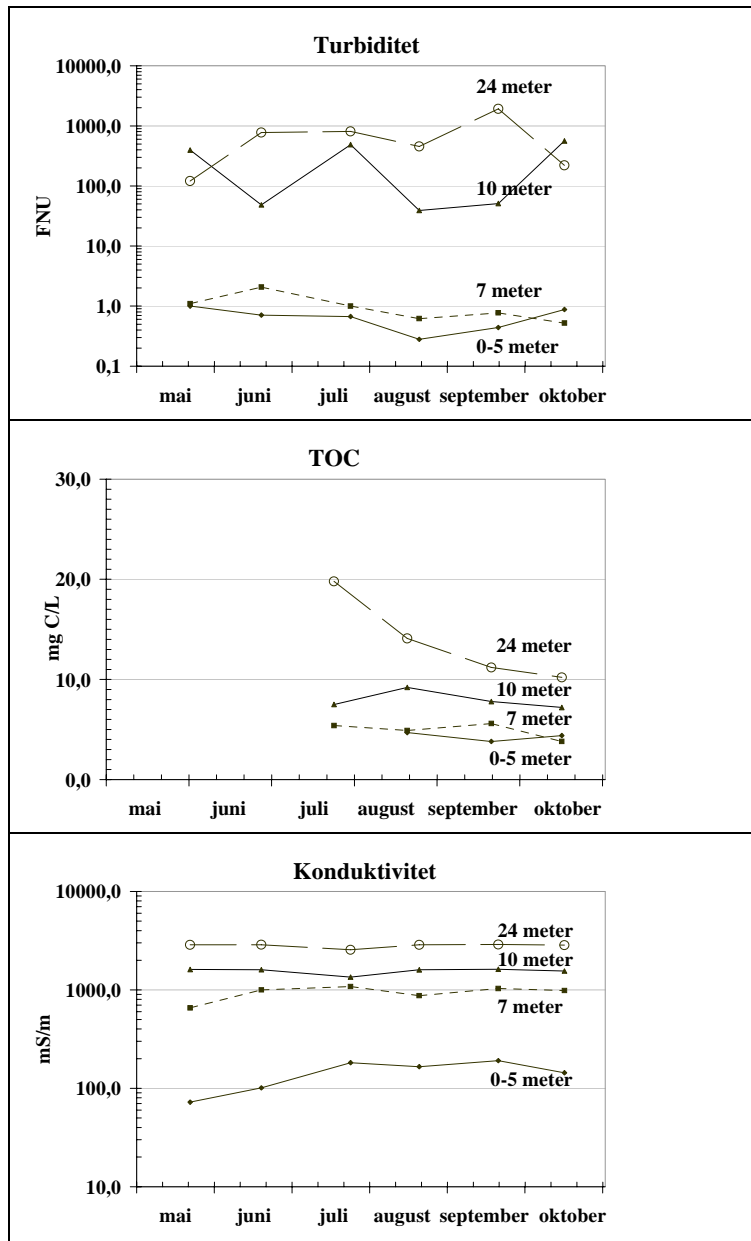 Turbiditet
10000,0
24 meter
1000,0
10 meter
100,0
FNU
10,0
7 meter
1,0
0-5 meter
0,1
mai juni juli august september oktober
TOC
30,0
20,0
mg C/L
24 meter
10 meter
10,0
7 meter
0-5 meter
0,0
mai juni juli august september oktober
Konduktivitet
10000,0
24 meter
10 meter
1000,0
7 meter
mS/m
0-5 meter
100,0
10,0
mai juni juli august september oktober